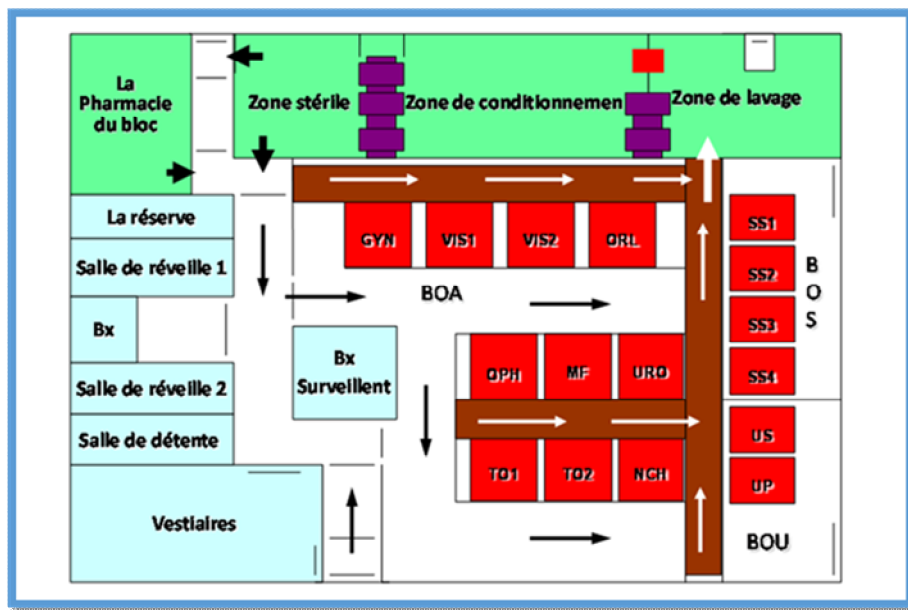 La
Pharmacie
du bloc
Zone stérile
Zone de conditionnemen
Zone de lavage
La réserve
Salle de réveille 1
Bx
Salle de réveille 2
Salle de détente
Vestiaires
GYN
VIS1
VIS2
ORL
BOA
Bx
Surveillent
OPH
MF
URO
TO1
TO2
NCH
SS1
SS2
SS3
SS4
BOS
US
UP
BOU